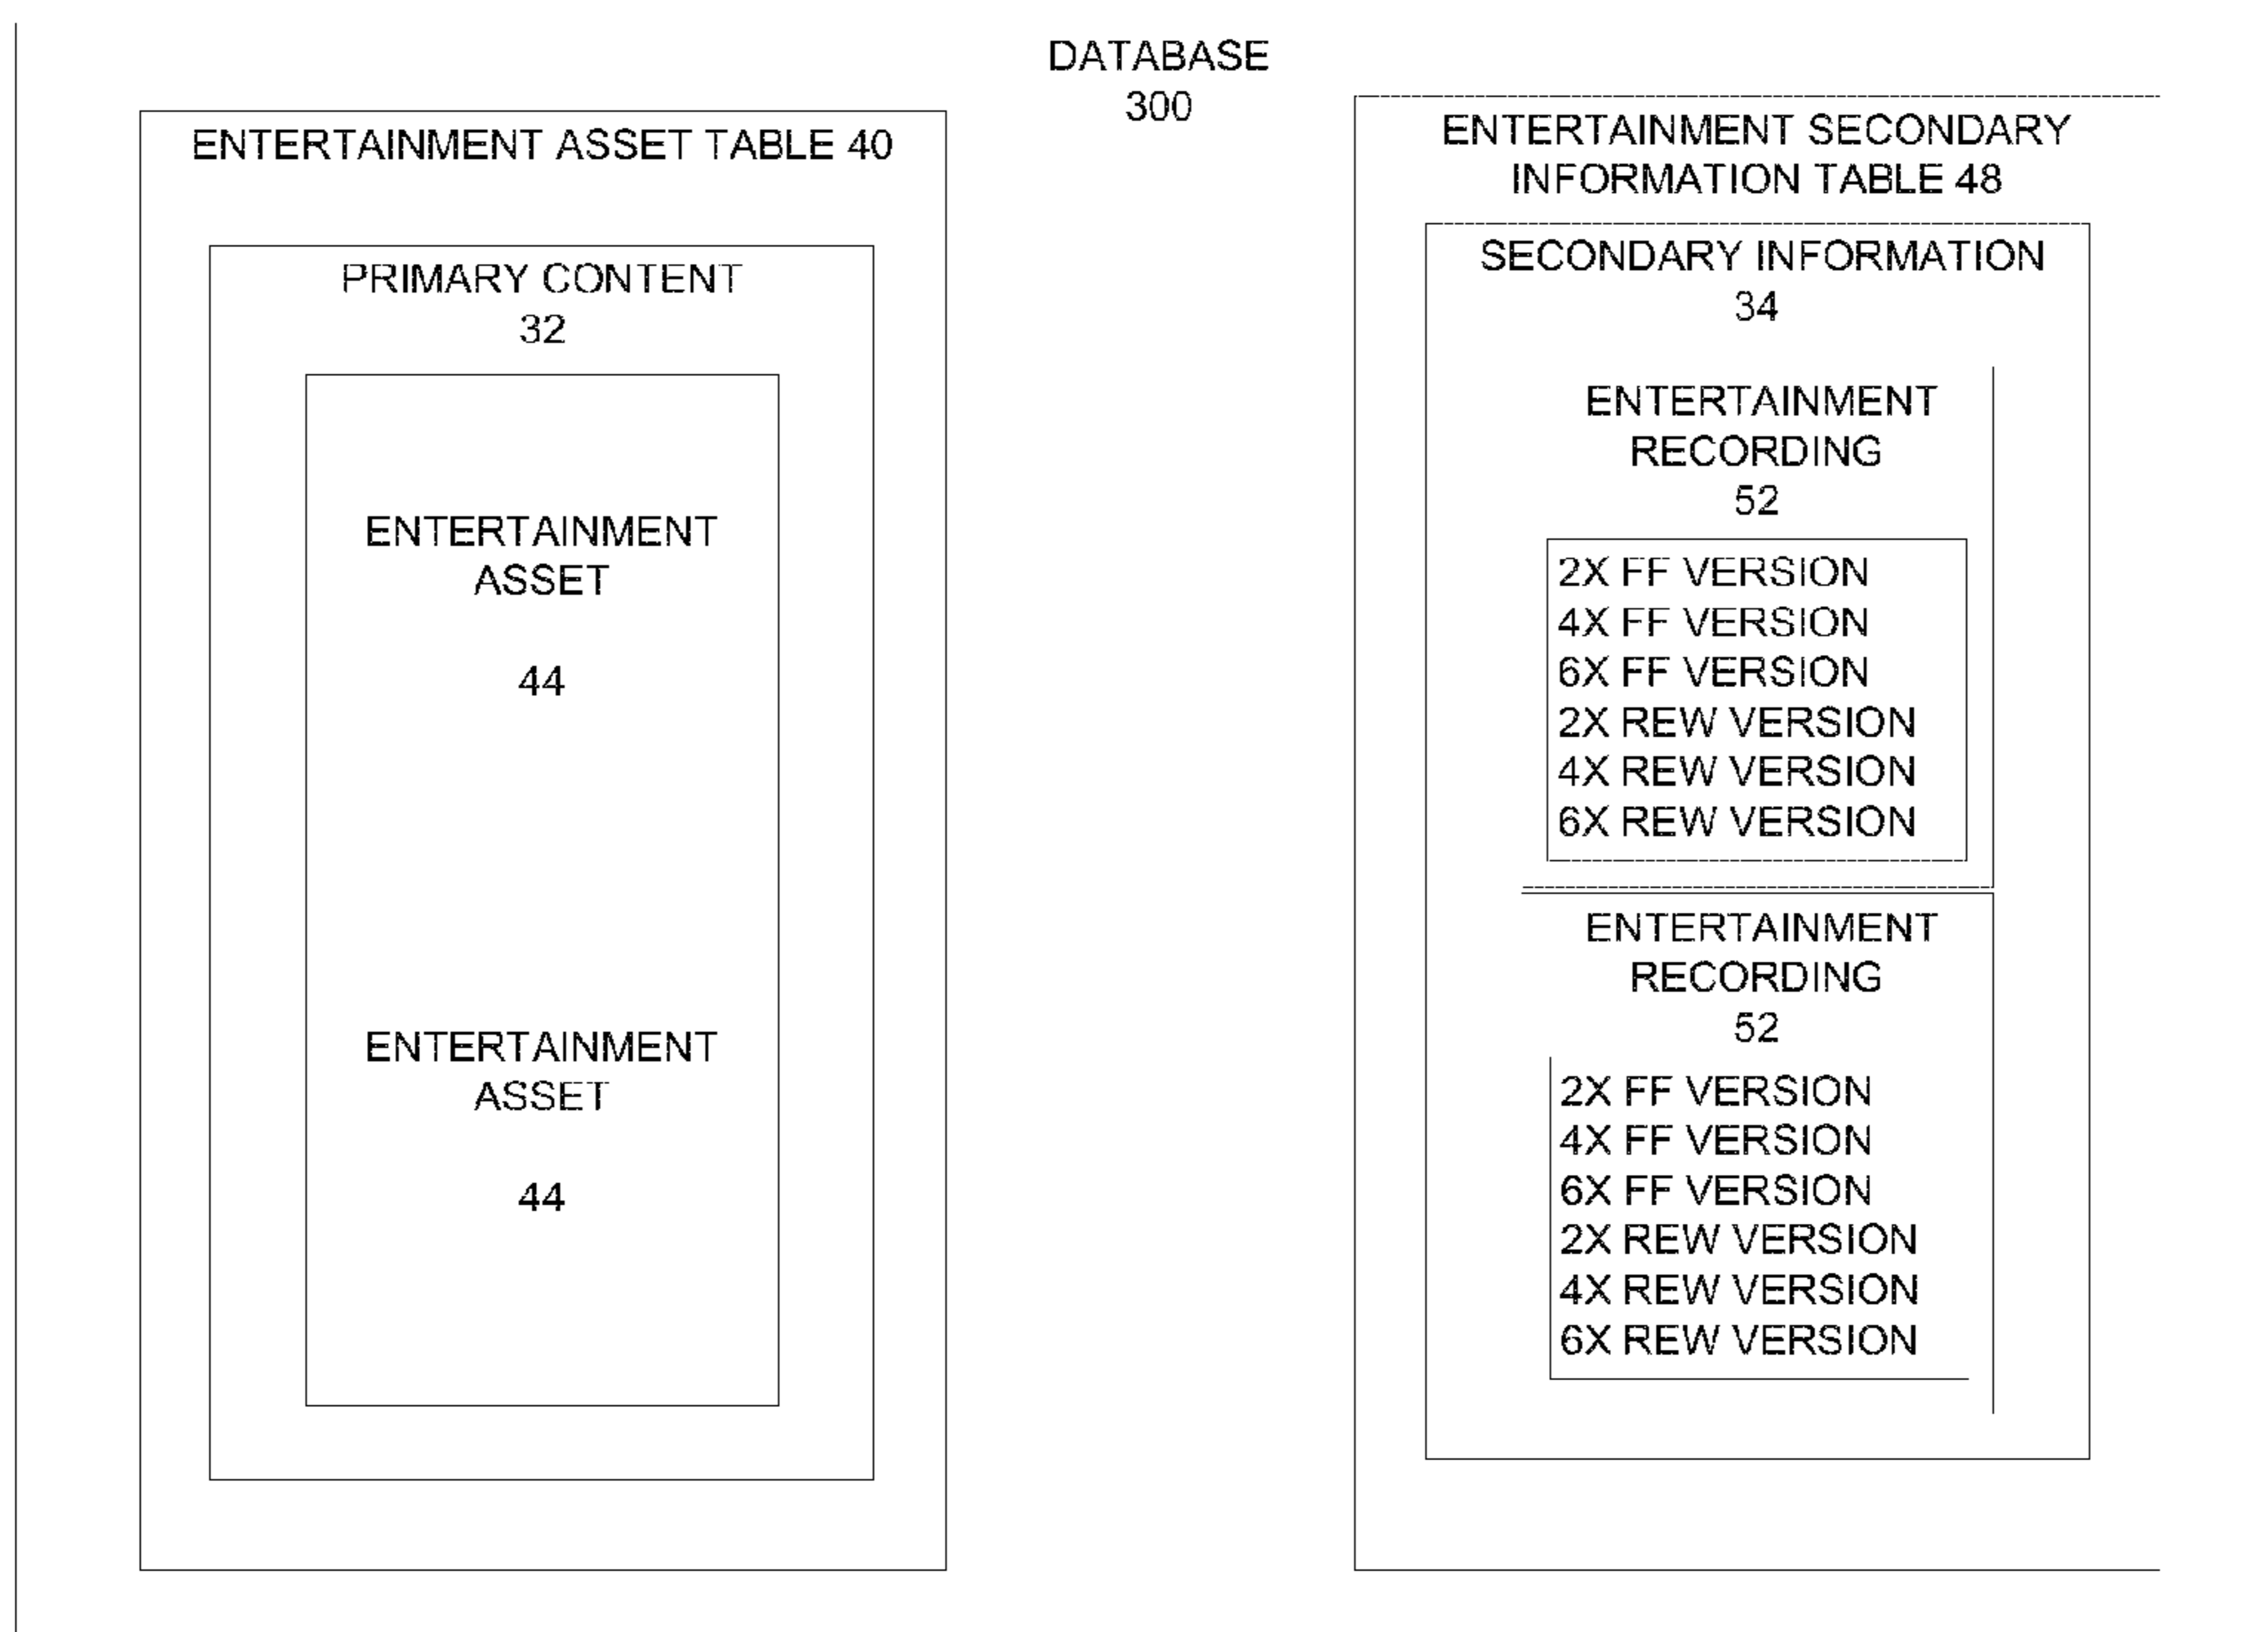 DATABASE
300
ENTERTAINMENT ASSET TABLE 40
PRIMARY CONTENT
32
ENTERTAINMENT
ASSET
44
ENTERTAINMENT
ASSET
44
ENTERTAINMENT SECONDARY
INFORMATION TABLE 48
SECONDARY INFORMATION
34
ENTERTAINMENT
RECORDING
52
2X FF VERSION
4X FF VERSION
6X FF VERSION
2X REW VERSION
4X REW VERSION
6X REW VERSION
ENTERTAINMENT
RECORDING
52
2X FF VERSION
4X FF VERSION
6X FF VERSION
2X REW VERSION
4X REW VERSION
6X REW VERSION